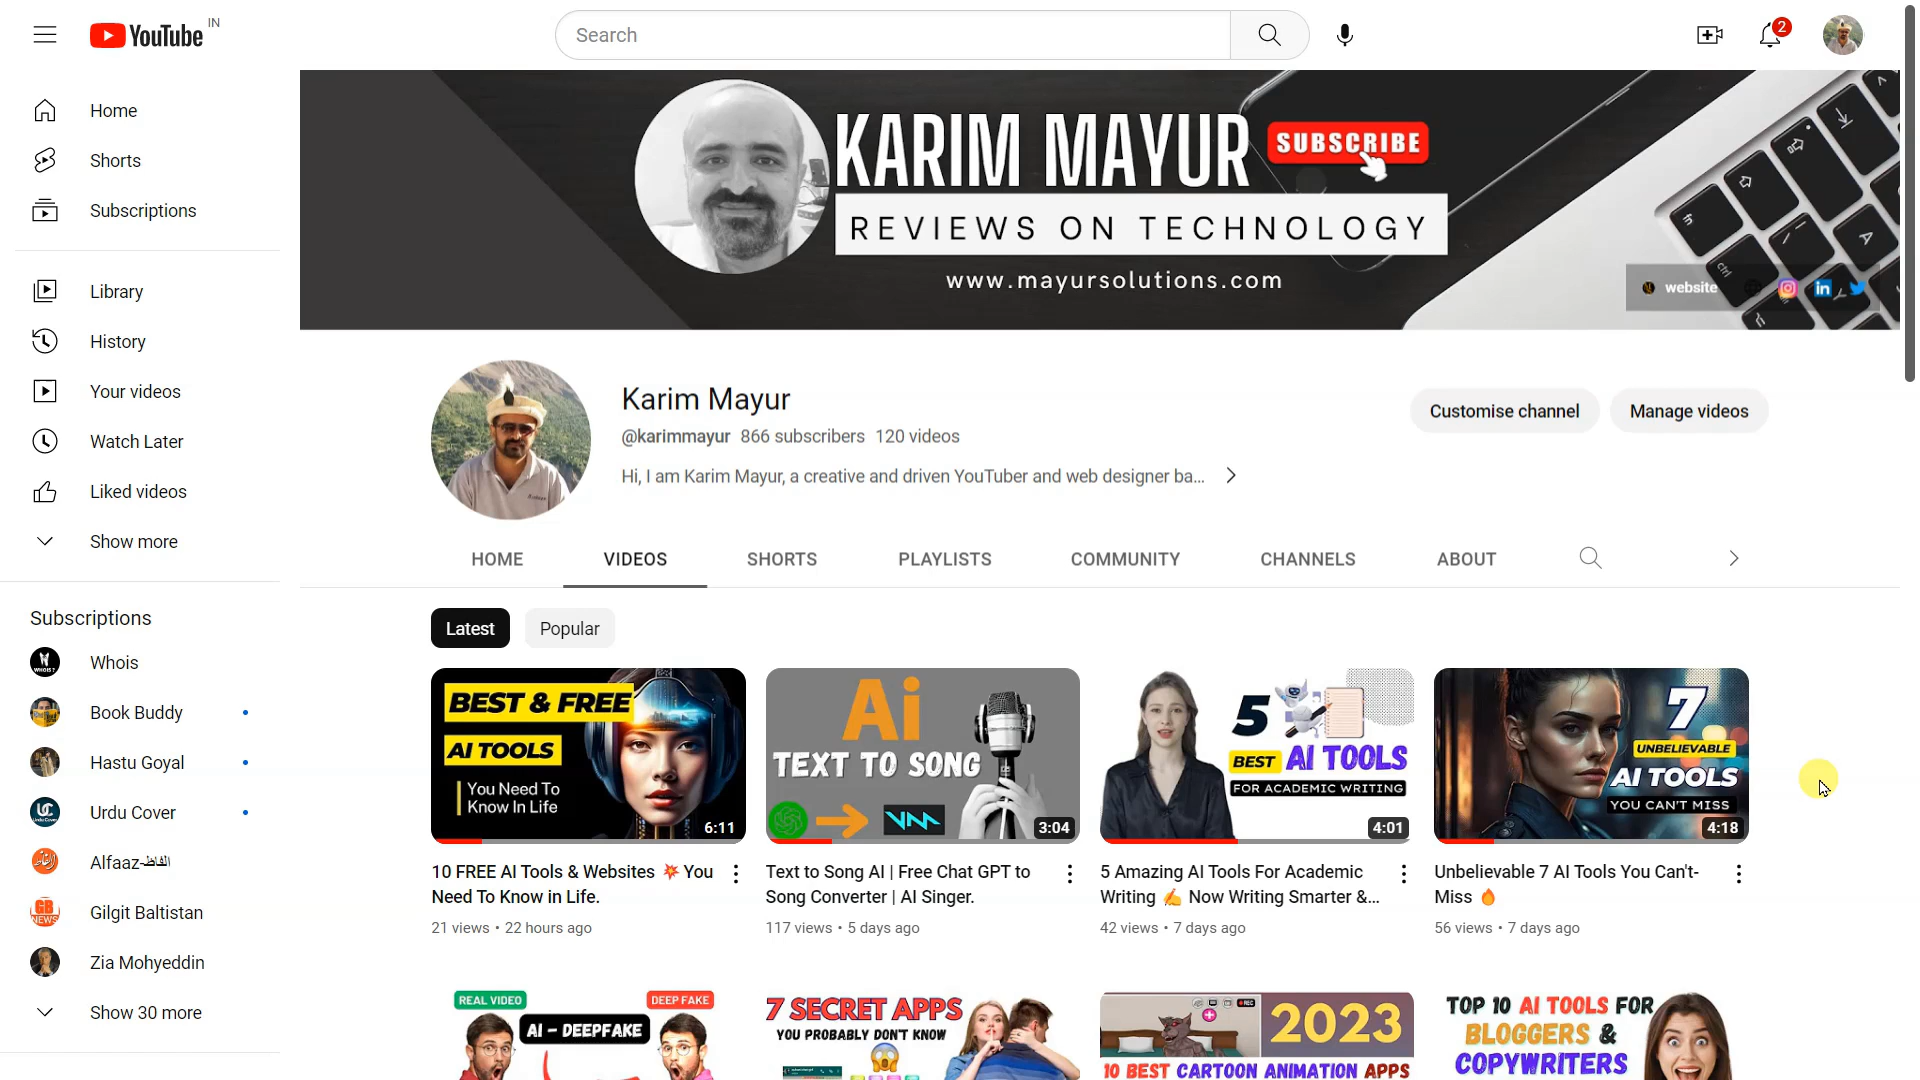 YouTube IN
Search
2
Home
Shorts
Subscriptions
Library
History
Your videos
Watch Later
Liked videos
Show more
Subscriptions
Whois
Book Buddy
Hastu Goyal
Urdu Cover
Alfaaz-الفاظ
Gilgit Baltistan
Zia Mohyeddin
Show 30 more
KARIM MAYUR
SUBSCRIBE
REVIEWS ON TECHNOLOGY
www.mayursolutions.com
website
Karim Mayur
@karimmayur 866 subscribers 120 videos
Hi, I am Karim Mayur, a creative and driven YouTuber and web designer ba...
Customise channel
Manage videos
HOME
VIDEOS
SHORTS
PLAYLISTS
COMMUNITY
CHANNELS
ABOUT
Latest
Popular
BEST & FREE
AI TOOLS
You Need To
Know In Life
6:11
10 FREE AI Tools & Websites 💥 You
Need To Know in Life.
21 views • 22 hours ago
Ai
TEXT TO SONG
3:04
Text to Song AI | Free Chat GPT to
Song Converter | AI Singer.
117 views • 5 days ago
5
BEST AI TOOLS
FOR ACADEMIC WRITING
4:01
5 Amazing AI Tools For Academic
Writing ✍ Now Writing Smarter &...
42 views • 7 days ago
7
UNBELIEVABLE
AI TOOLS
YOU CAN'T MISS
4:18
Unbelievable 7 AI Tools You Can't-
Miss 🔥
56 views • 7 days ago
REAL VIDEO
DEEP FAKE
AI - DEEPFAKE
7 SECRET APPS
YOU PROBABLY DON'T KNOW
REC
2023
10 BEST CARTOON ANIMATION APPS
TOP 10 AI TOOLS FOR
BLOGGERS &
COPYWRITERS